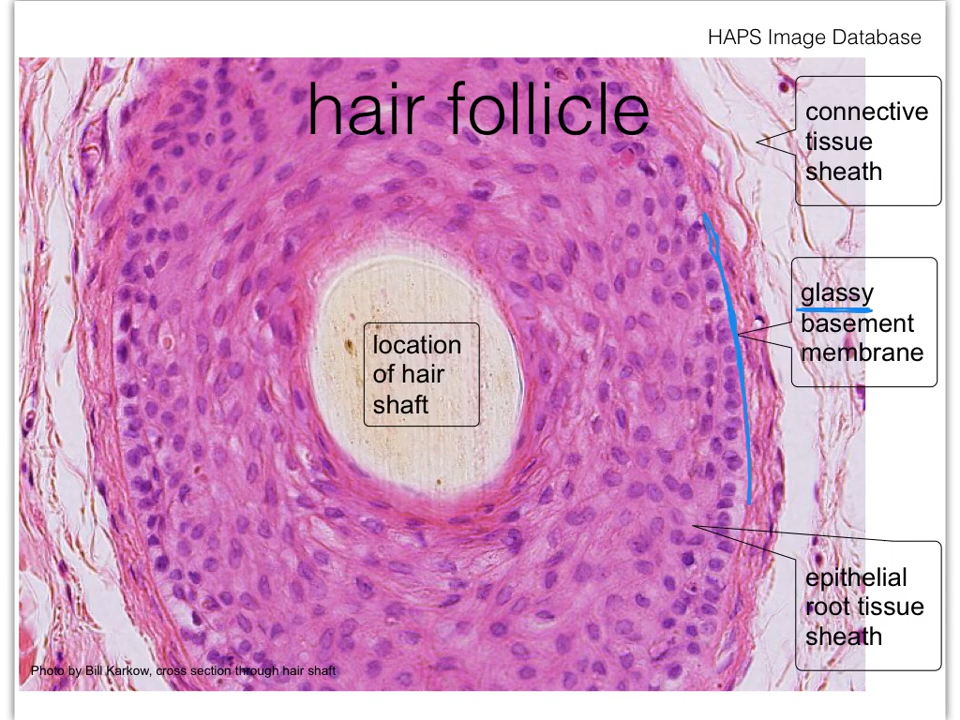 HAPS Image Database
hair follicle
connective
tissue
sheath
glassy
basement
membrane
location
of hair
shaft
epithelial
root tissue
sheath
Photo by Bill Karkow, cross section through hair shaft